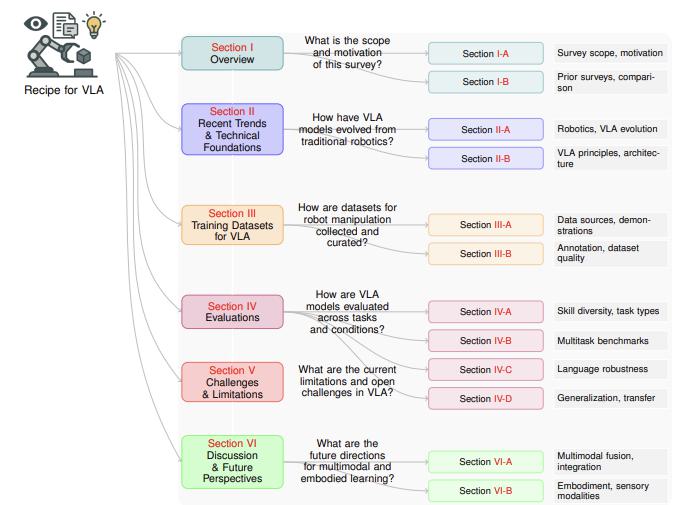 Recipe for VLA
Section I
Overview
What is the scope
and motivation
of this survey?
Section I-A
Survey scope, motivation
Section I-B
Prior surveys, compari-
son
Section II
Recent Trends
& Technical
Foundations
How have VLA
models evolved from
traditional robotics?
Section II-A
Robotics, VLA evolution
Section II-B
VLA principles, architec-
ture
Section III
Training Datasets
for VLA
How are datasets for
robot manipulation
collected and
curated?
Section III-A
Data sources, demon-
strations
Section III-B
Annotation, dataset
quality
Section IV
Evaluations
How are VLA
models evaluated
across tasks
and conditions?
Section IV-A
Skill diversity, task types
Section IV-B
Multitask benchmarks
Section IV-C
Language robustness
Section IV-D
Generalization, transfer
Section V
Challenges
& Limitations
What are the current
limitations and open
challenges in VLA?
Section VI
Discussion
& Future
Perspectives
What are the
future directions
for multimodal and
embodied learning?
Section VI-A
Multimodal fusion,
integration
Section VI-B
Embodiment, sensory
modalities